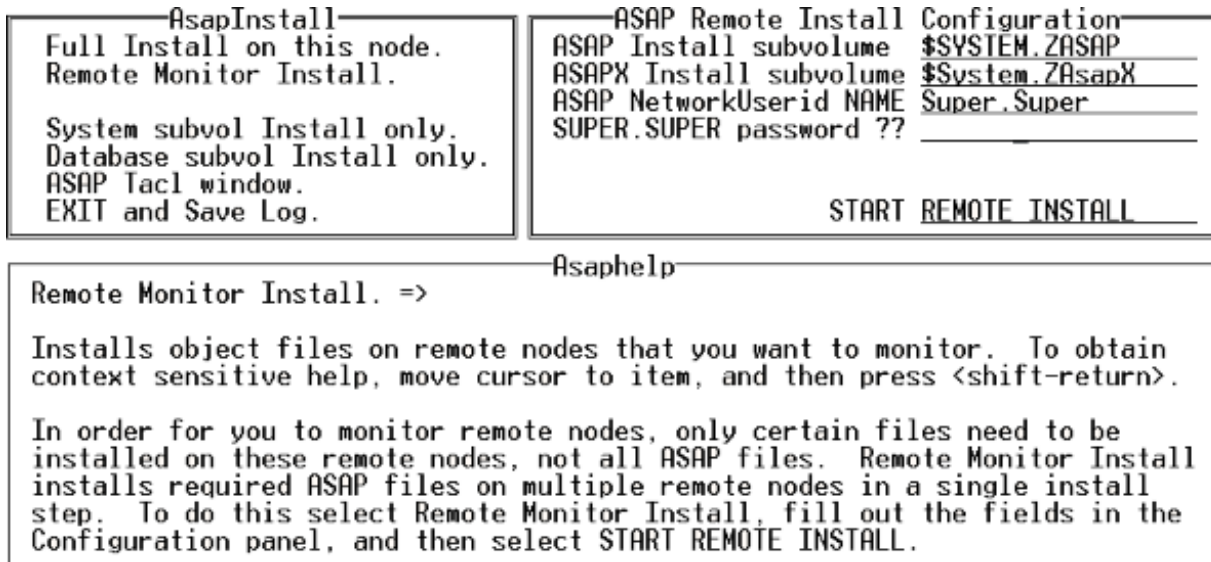 AsapInstall
Full Install on this node.
Remote Monitor Install.
System subvol Install only.
Database subvol Install only.
ASAP Tacl window.
EXIT and Save Log.
ASAP Remote Install Configuration
ASAP Install subvolume $SYSTEM.ZASAP
ASAPX Install subvolume $System.ZAsapX
ASAP NetworkUserid NAME Super.Super
SUPER.SUPER password ??
START REMOTE INSTALL
Asaphelp
Remote Monitor Install. =>
Installs object files on remote nodes that you want to monitor. To obtain
context sensitive help, move cursor to item, and then press <shift-return>.
In order for you to monitor remote nodes, only certain files need to be
installed on these remote nodes, not all ASAP files. Remote Monitor Install
installs required ASAP files on multiple remote nodes in a single install
step. To do this select Remote Monitor Install, fill out the fields in the
Configuration panel, and then select START REMOTE INSTALL.